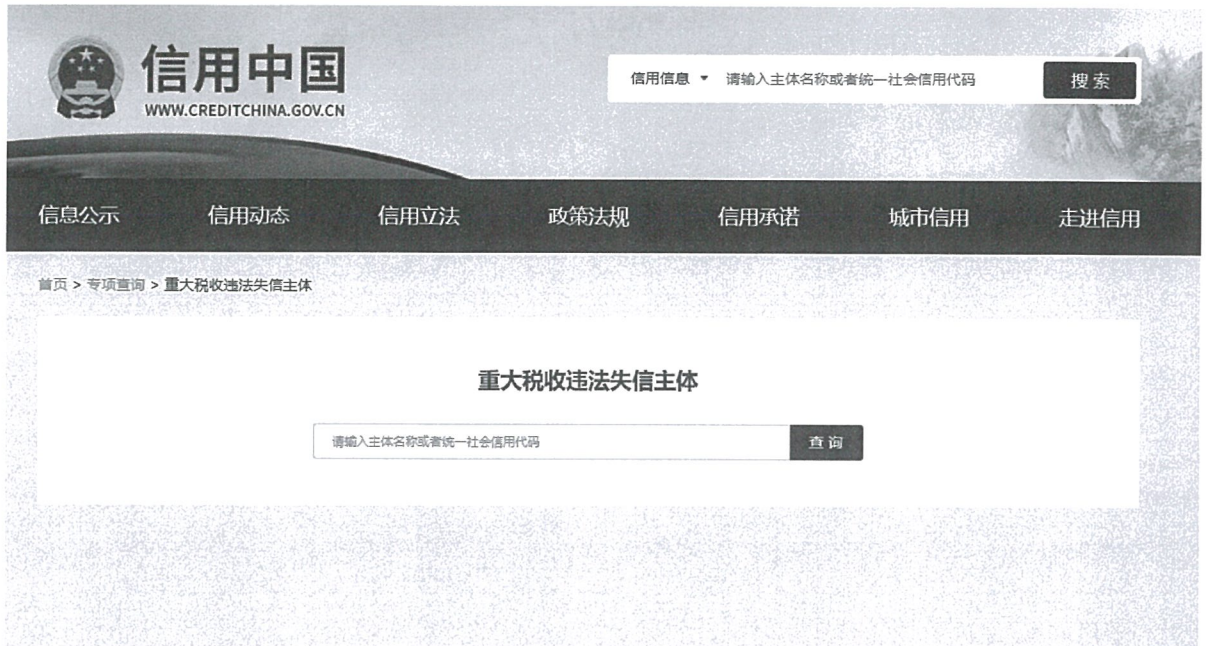 信用中国
WWW.CREDITCHINA.GOV.CN
信用信息 请输入主体名称或者统一社会信用代码 搜索
信息公示 信用动态 信用立法 政策法规 信用承诺 城市信用 走进信用
首页 > 专项查询 > 重大税收违法失信主体
重大税收违法失信主体
请输入主体名称或者统一社会信用代码 查询